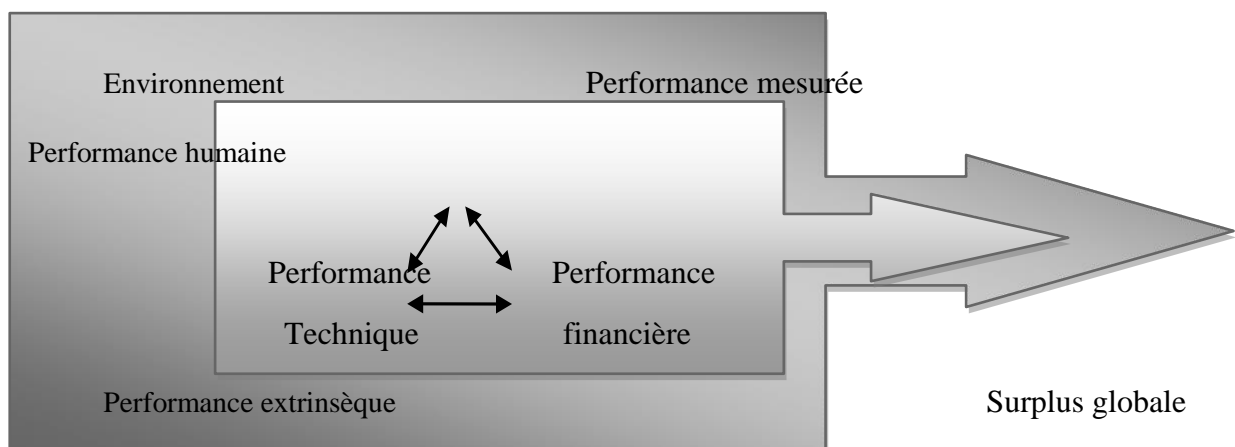 Environnement
Performance mesurée
Performance humaine
Performance
Performance
Technique
financière
Performance extrinsèque
Surplus globale